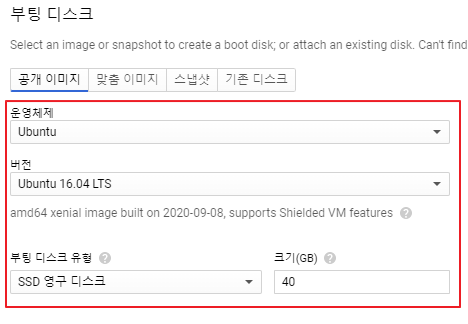 부팅 디스크
Select an image or snapshot to create a boot disk; or attach an existing disk. Can't find
공개 이미지 맞춤 이미지 스냅샷 기존 디스크
운영체제
Ubuntu
버전
Ubuntu 16.04 LTS
amd64 xenial image built on 2020-09-08, supports Shielded VM features ?
부팅 디스크 유형 ? 크기(GB) ?
SSD 영구 디스크 40